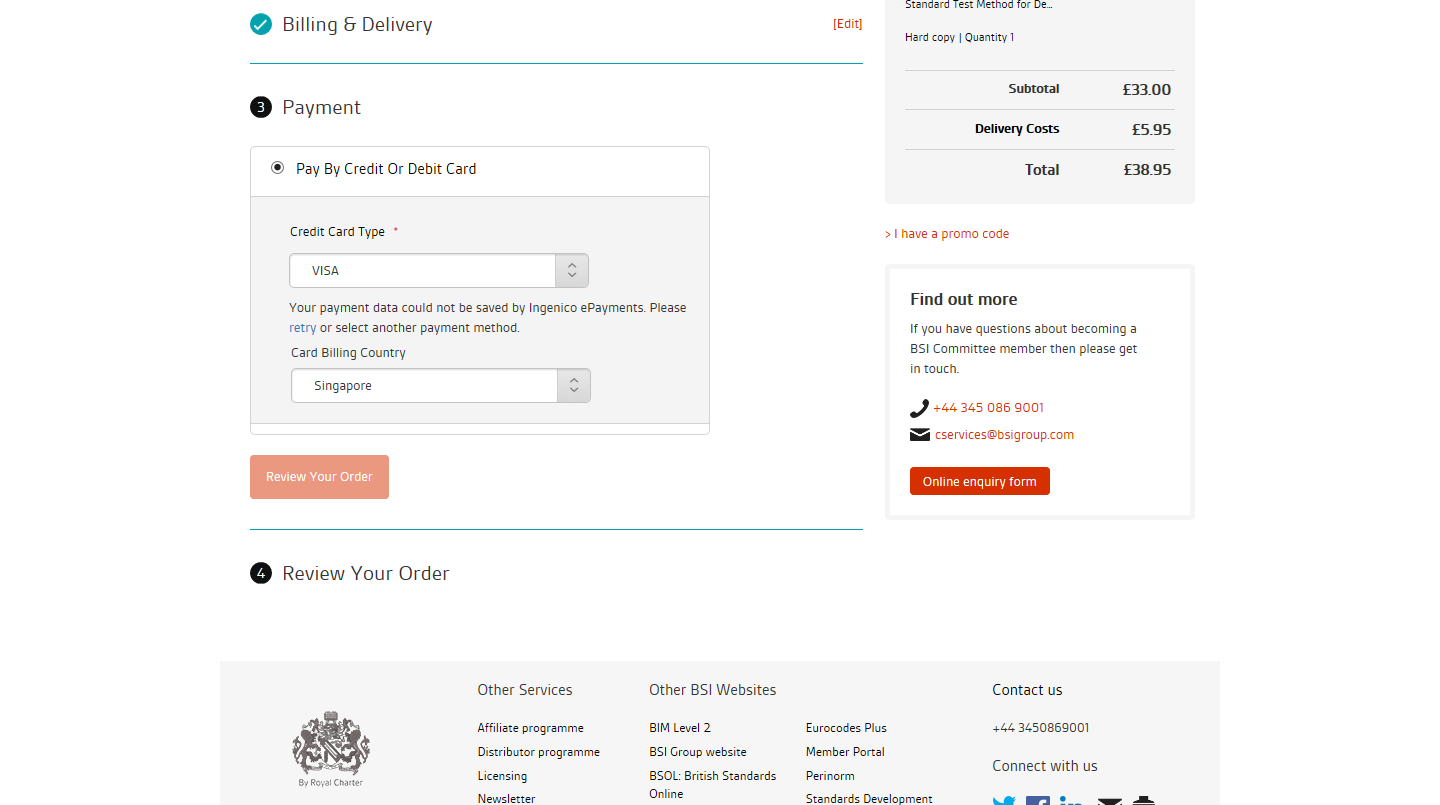 Billing & Delivery
[Edit]
3 Payment
Pay By Credit Or Debit Card
Credit Card Type *
VISA
Your payment data could not be saved by Ingenico ePayments. Please
retry or select another payment method.
Card Billing Country
Singapore
Review Your Order
4 Review Your Order
Standard Test Method for De...
Hard copy | Quantity 1
Subtotal £33.00
Delivery Costs £5.95
Total £38.95
> I have a promo code
Find out more
If you have questions about becoming a
BSI Committee member then please get
in touch.
+44 345 086 9001
cservices@bsigroup.com
Online enquiry form
By Royal Charter
Other Services
Affiliate programme
Distributor programme
Licensing
Newsletter
Other BSI Websites
BIM Level 2
BSI Group website
BSOL: British Standards
Online
Eurocodes Plus
Member Portal
Perinorm
Standards Development
Contact us
+44 3450869001
Connect with us